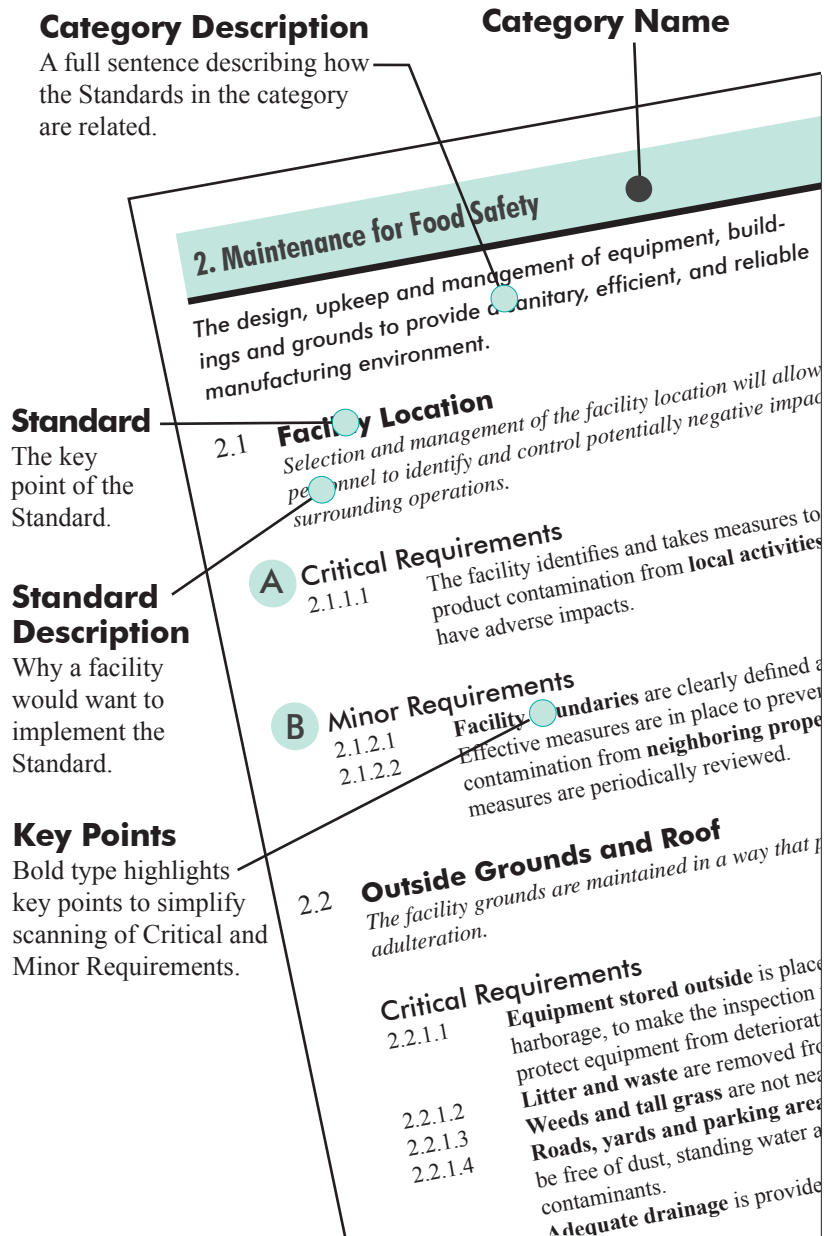 Category Description
A full sentence describing how
the Standards in the category
are related.
Category Name
2. Maintenance for Food Safety
The design, upkeep and management of equipment, build-
ings and grounds to provide a sanitary, efficient, and reliable
manufacturing environment.
Standard
The key
point of the
Standard.
2.1 Facility Location
Selection and management of the facility location will allow
personnel to identify and control potentially negative
surrounding operations.
Standard
Description
Why a facility
would want to
implement the
Standard.
A Critical Requirements
2.1.1.1 The facility identifies and takes measures to
product contamination from local activities
have adverse impacts.
B Minor Requirements
2.1.2.1 Facility boundaries are clearly defined
2.1.2.2 Effective measures are in place to
contamination from neighboring
measures are periodically reviewed.
Key Points
Bold type highlights
key points to simplify
scanning of Critical and
Minor Requirements.
2.2 Outside Grounds and Roof
The facility grounds are maintained in a way that
adulteration.
Critical Requirements
2.2.1.1 Equipment stored outside is
harborage, to make the inspection
protect equipment from
2.2.1.2 Litter and waste are removed
2.2.1.3 Weeds and tall grass are not
2.2.1.4 Roads, yards and parking
be free of dust, standing water
contaminants.
Adequate drainage is